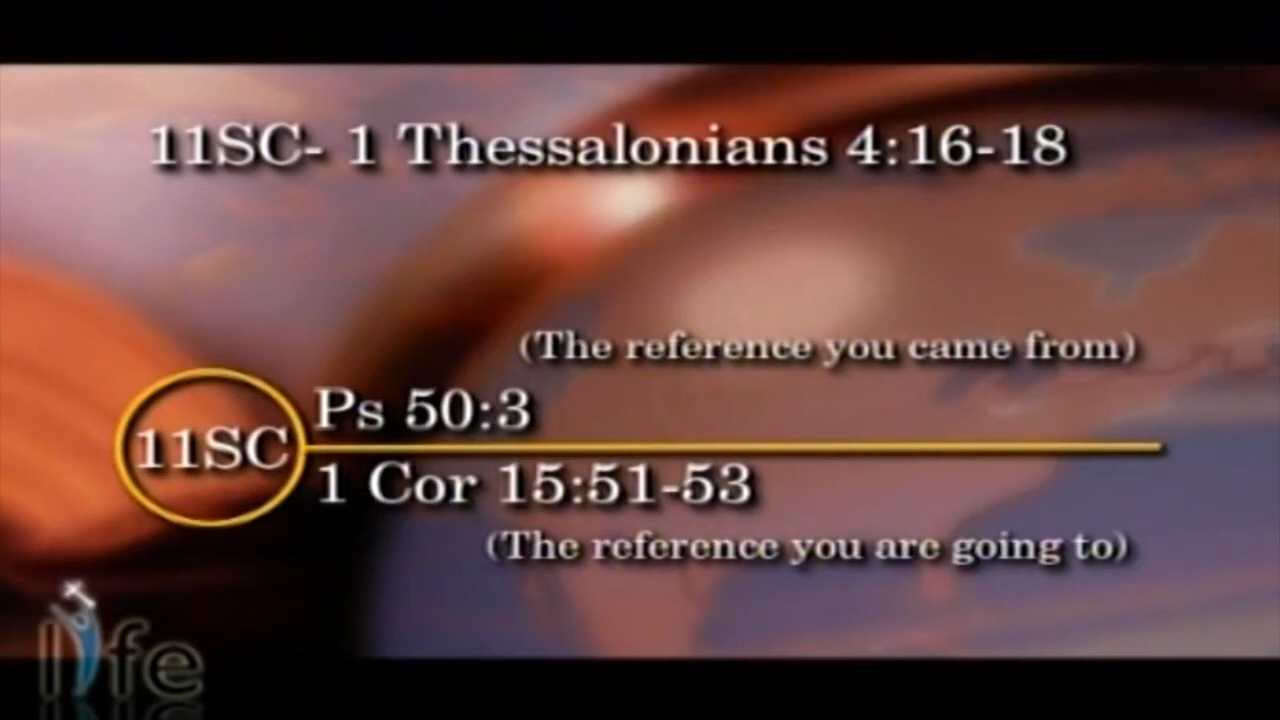 11SC- 1 Thessalonians 4:16-18
(The reference you came from)
Ps 50:3
11SC
1 Cor 15:51-53
(The reference you are going to)
life